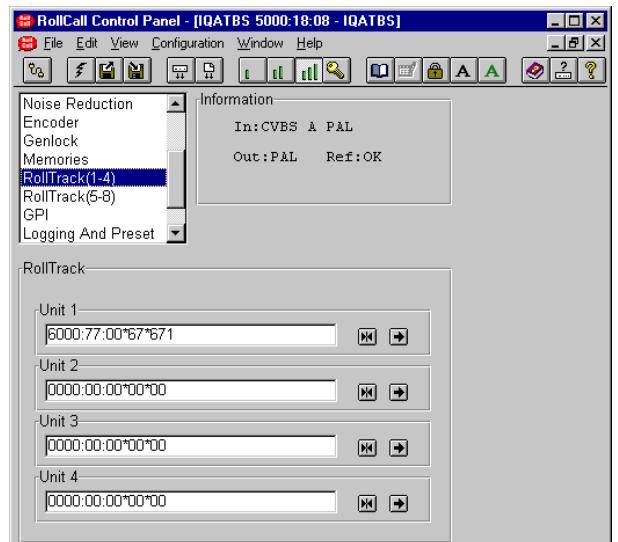 RollCall Control Panel - [IQATBS 5000:18:08 - IQATBS]
File Edit View Configuration Window Help
A A
Noise Reduction
Encoder
Genlock
Memories
RollTrack(1-4)
RollTrack(5-8)
GPI
Logging And Preset
Information
In:CVBS A PAL
Out:PAL Ref:OK
RollTrack
Unit 1
6000:77:00*67*671
Unit 2
0000:00:00*00*00
Unit 3
0000:00:00*00*00
Unit 4
0000:00:00*00*00